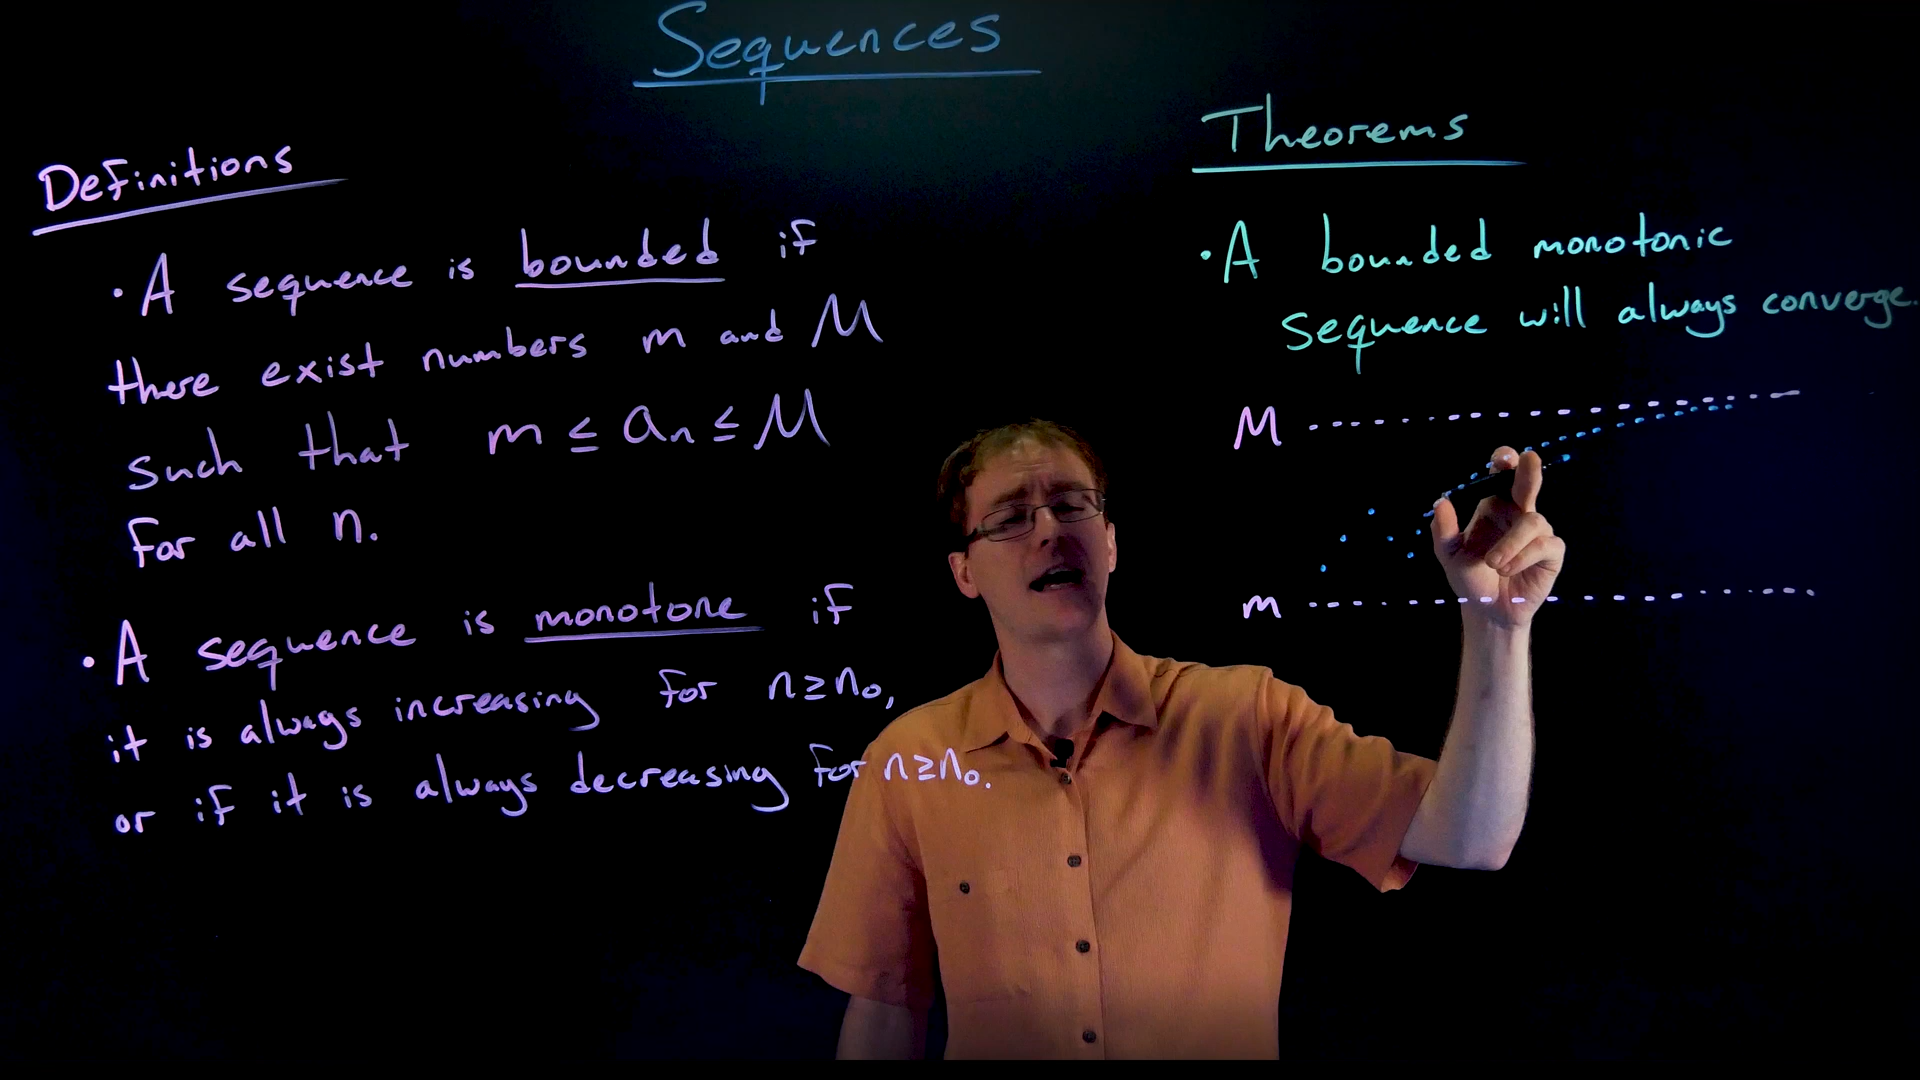 Sequences
Definitions
• A sequence is bounded if
there exist numbers m and M
such that m ≤ an ≤ M
for all n.
• A sequence is monotone if
it is always increasing for n≥n₀,
or if it is always decreasing for n≥n₀.
Theorems
• A bounded monotonic
sequence will always converge.
M
m